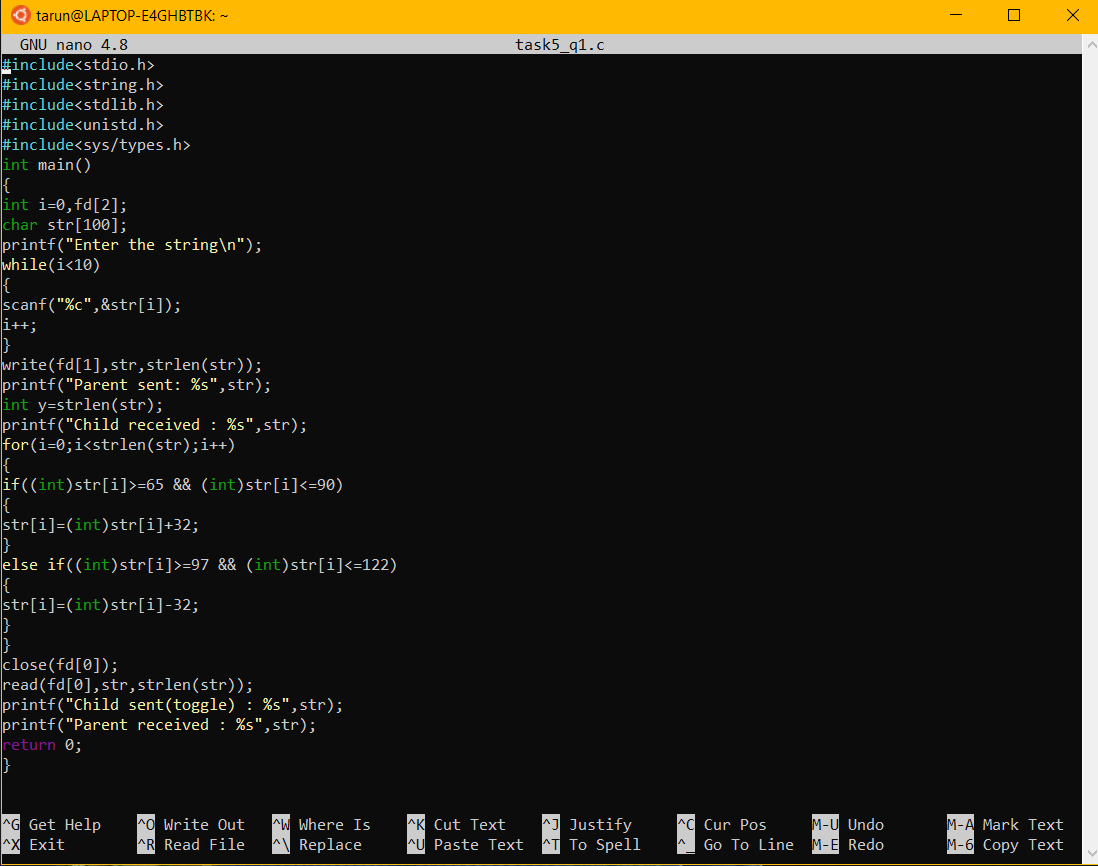 tarun@LAPTOP-E4GHBTBK: ~
GNU nano 4.8 task5_q1.c
#include<stdio.h>
#include<string.h>
#include<stdlib.h>
#include<unistd.h>
#include<sys/types.h>
int main()
{
int i=0,fd[2];
char str[100];
printf("Enter the string\n");
while(i<10)
{
scanf("%c",&str[i]);
i++;
}
write(fd[1],str,strlen(str));
printf("Parent sent: %s",str);
int y=strlen(str);
printf("Child received : %s",str);
for(i=0;i<strlen(str);i++)
{
if((int)str[i]>=65 && (int)str[i]<=90)
{
str[i]=(int)str[i]+32;
}
else if((int)str[i]>=97 && (int)str[i]<=122)
{
str[i]=(int)str[i]-32;
}
}
close(fd[0]);
read(fd[0],str,strlen(str));
printf("Child sent(toggle) : %s",str);
printf("Parent received : %s",str);
return 0;
}
^G Get Help ^O Write Out ^W Where Is ^K Cut Text ^J Justify ^C Cur Pos M-U Undo M-A Mark Text
^X Exit ^R Read File ^\ Replace ^U Paste Text ^T To Spell ^_ Go To Line M-E Redo M-6 Copy Text